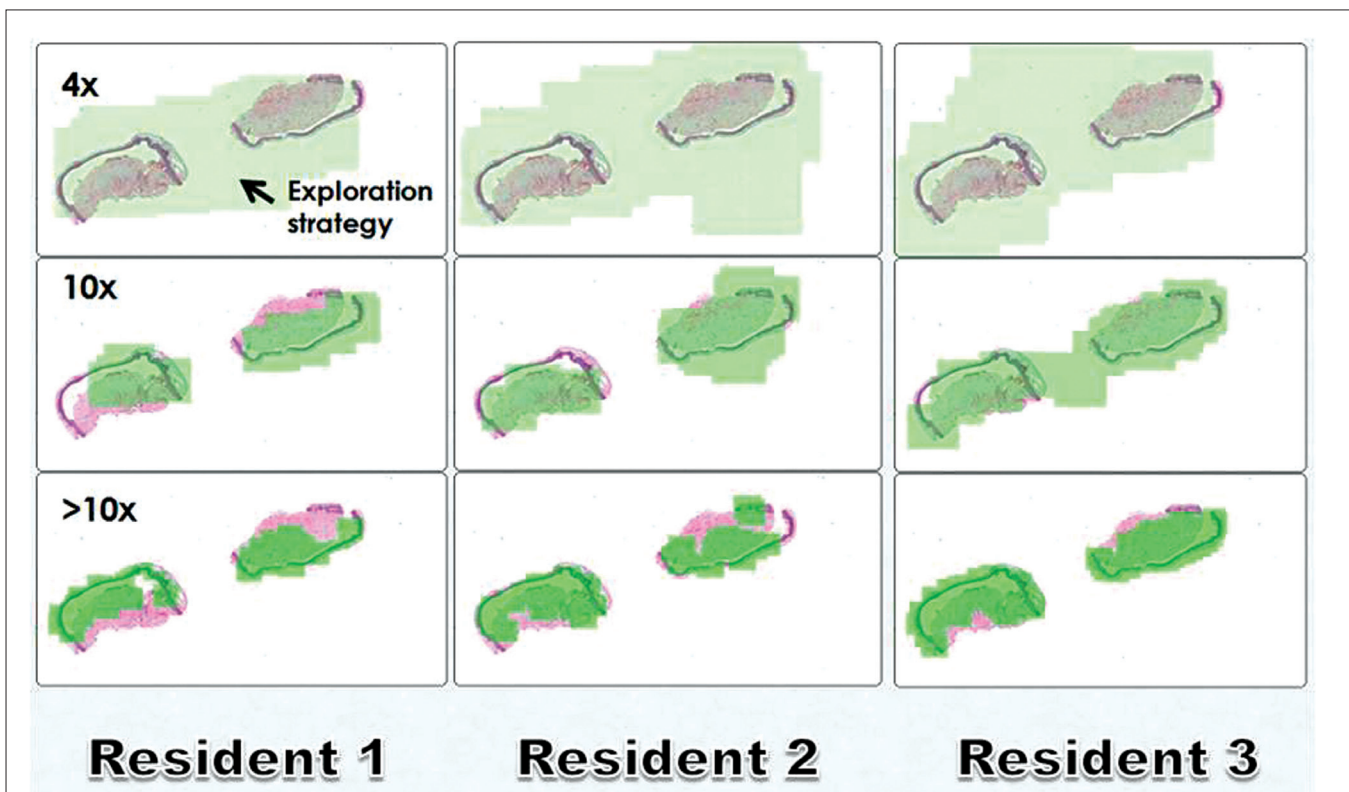 4x
Exploration
strategy
10x
>10x
Resident 1
Resident 2
Resident 3